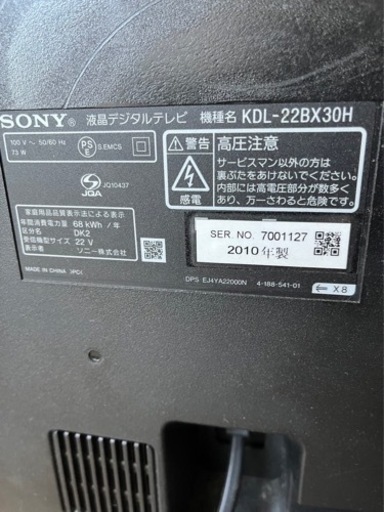 SONY® 液晶デジタルテレビ 機種名 KDL-22BX30H
100 V ～ 50/60 Hz
73 W
PS
E
S.EMCS
JQA
JQ10437
家庭用品品質表示法による表示
年間消費電力量 68 kWh / 年
区分名 DK2
受信機型サイズ 22 V
表示者 ソニー株式会社
MADE IN CHINA
警告 高圧注意
感電
サービスマン以外の方は
裏ぶたをあけないでください。
内部には高電圧部分が数多く
あり、万一さわると危険です。
SER. NO. 7001127
2010 年製
DPS EJ4YA22000N 4-188-541-01
X 8